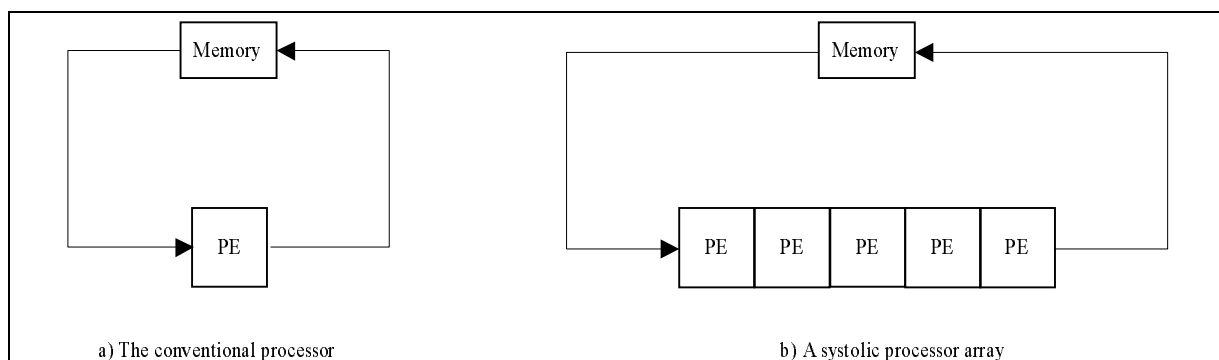 Memory
Memory
PE
PE PE PE PE PE
a) The conventional processor
b) A systolic processor array